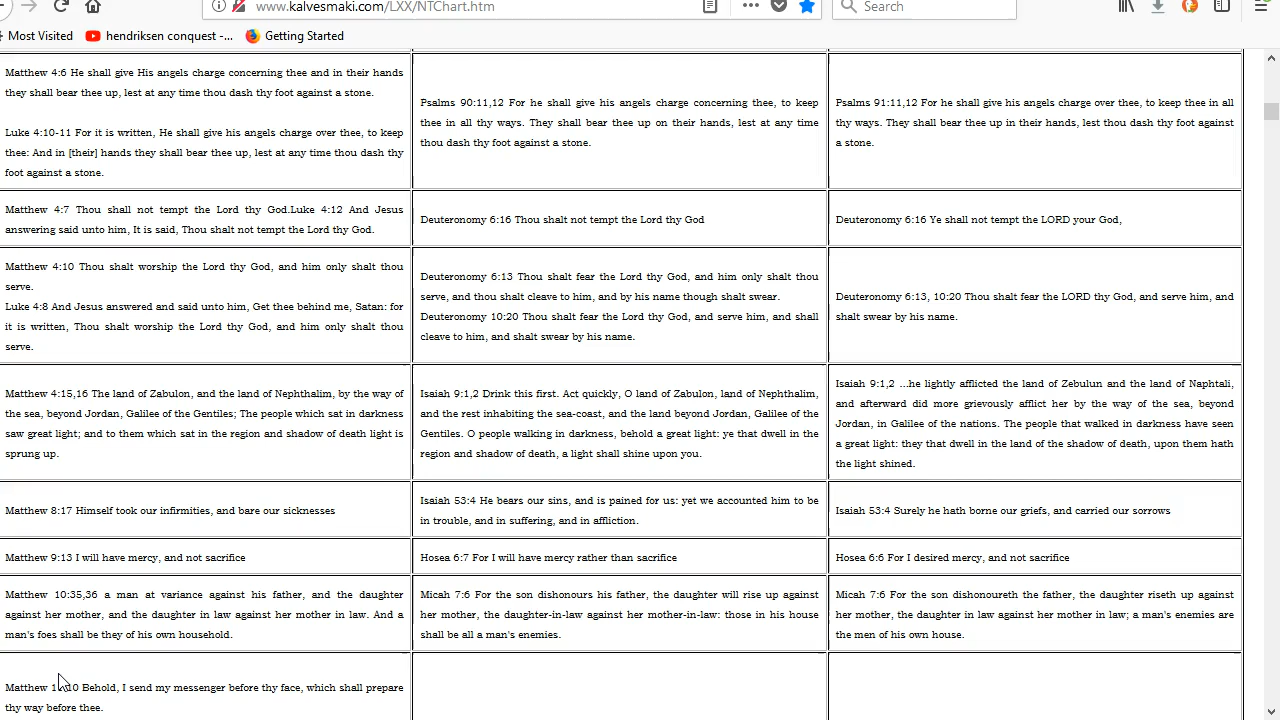 www.kalvesmaki.com/LXX/NTChart.htm
Search
Most Visited
hendriksen conquest -...
Getting Started
Matthew 4:6 He shall give His angels charge concerning thee and in their hands
they shall bear thee up, lest at any time thou dash thy foot against a stone.
Luke 4:10-11 For it is written, He shall give his angels charge over thee, to keep
thee: And in [their] hands they shall bear thee up, lest at any time thou dash thy
foot against a stone.
Psalms 90:11,12 For he shall give his angels charge concerning thee, to keep
thee in all thy ways. They shall bear thee up on their hands, lest at any time
thou dash thy foot against a stone.
Psalms 91:11,12 For he shall give his angels charge over thee, to keep thee in all
thy ways. They shall bear thee up in their hands, lest thou dash thy foot against
a stone.
Matthew 4:7 Thou shall not tempt the Lord thy God.Luke 4:12 And Jesus
answering said unto him, It is said, Thou shalt not tempt the Lord thy God.
Deuteronomy 6:16 Thou shalt not tempt the Lord thy God
Deuteronomy 6:16 Ye shall not tempt the LORD your God,
Matthew 4:10 Thou shalt worship the Lord thy God, and him only shalt thou
serve.
Luke 4:8 And Jesus answered and said unto him, Get thee behind me, Satan: for
it is written, Thou shalt worship the Lord thy God, and him only shalt thou
serve.
Deuteronomy 6:13 Thou shalt fear the Lord thy God, and him only shalt thou
serve, and thou shalt cleave to him, and by his name though shalt swear.
Deuteronomy 10:20 Thou shalt fear the Lord thy God, and serve him, and shall
cleave to him, and shalt swear by his name.
Deuteronomy 6:13, 10:20 Thou shalt fear the LORD thy God, and serve him, and
shalt swear by his name.
Matthew 4:15,16 The land of Zabulon, and the land of Nephthalim, by the way of
the sea, beyond Jordan, Galilee of the Gentiles; The people which sat in darkness
saw great light; and to them which sat in the region and shadow of death light is
sprung up.
Isaiah 9:1,2 Drink this first. Act quickly, O land of Zabulon, land of Nephthalim,
and the rest inhabiting the sea-coast, and the land beyond Jordan, Galilee of the
Gentiles. O people walking in darkness, behold a great light: ye that dwell in the
region and shadow of death, a light shall shine upon you.
Isaiah 9:1,2 ...he lightly afflicted the land of Zebulun and the land of Naphtali,
and afterward did more grievously afflict her by the way of the sea, beyond
Jordan, in Galilee of the nations. The people that walked in darkness have seen
a great light: they that dwell in the land of the shadow of death, upon them hath
the light shined.
Matthew 8:17 Himself took our infirmities, and bare our sicknesses
Isaiah 53:4 He bears our sins, and is pained for us: yet we accounted him to be
in trouble, and in suffering, and in affliction.
Isaiah 53:4 Surely he hath borne our griefs, and carried our sorrows
Matthew 9:13 I will have mercy, and not sacrifice
Hosea 6:7 For I will have mercy rather than sacrifice
Hosea 6:6 For I desired mercy, and not sacrifice
Matthew 10:35,36 a man at variance against his father, and the daughter
against her mother, and the daughter in law against her mother in law. And a
man's foes shall be they of his own household.
Micah 7:6 For the son dishonours his father, the daughter will rise up against
her mother, the daughter-in-law against her mother-in-law: those in his house
shall be all a man's enemies.
Micah 7:6 For the son dishonoureth the father, the daughter riseth up against
her mother, the daughter in law against her mother in law; a man's enemies are
the men of his own house.
Matthew Behold, I send my messenger before thy face, which shall prepare
thy way before thee.